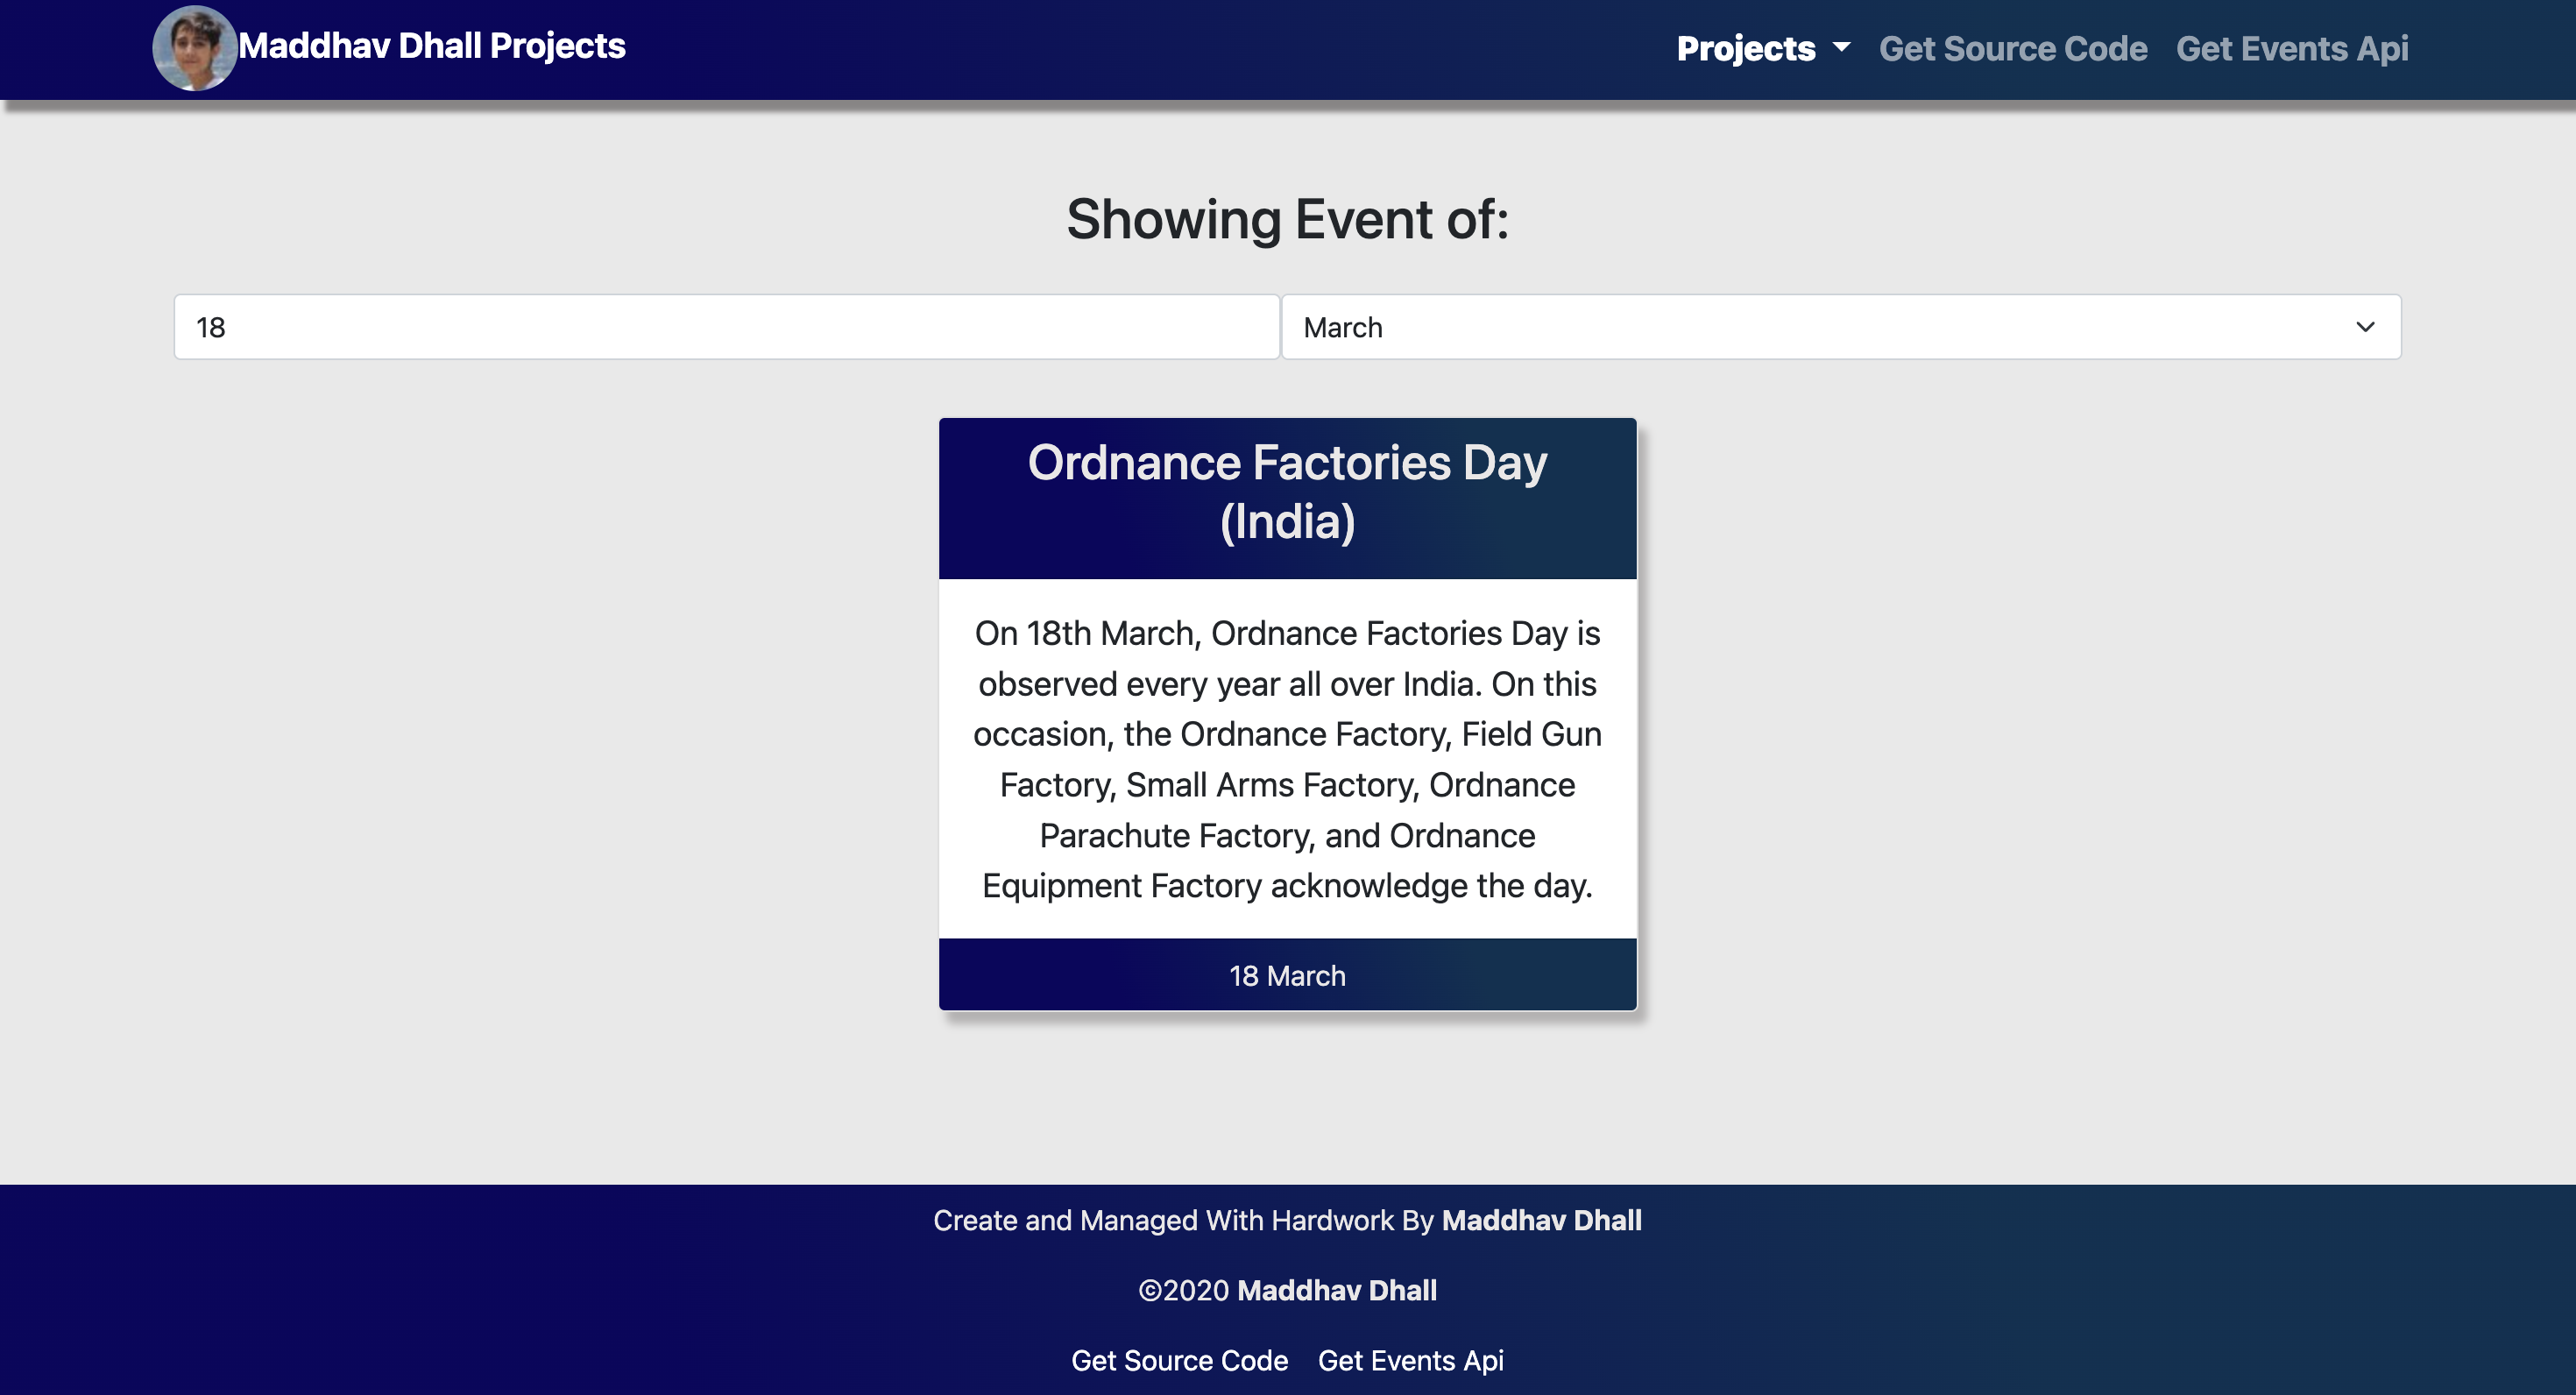 Maddhav Dhall Projects
Projects Get Source Code Get Events Api
Showing Event of:
18
March
Ordnance Factories Day
(India)
On 18th March, Ordnance Factories Day is
observed every year all over India. On this
occasion, the Ordnance Factory, Field Gun
Factory, Small Arms Factory, Ordnance
Parachute Factory, and Ordnance
Equipment Factory acknowledge the day.
18 March
Create and Managed With Hardwork By Maddhav Dhall
©2020 Maddhav Dhall
Get Source Code Get Events Api